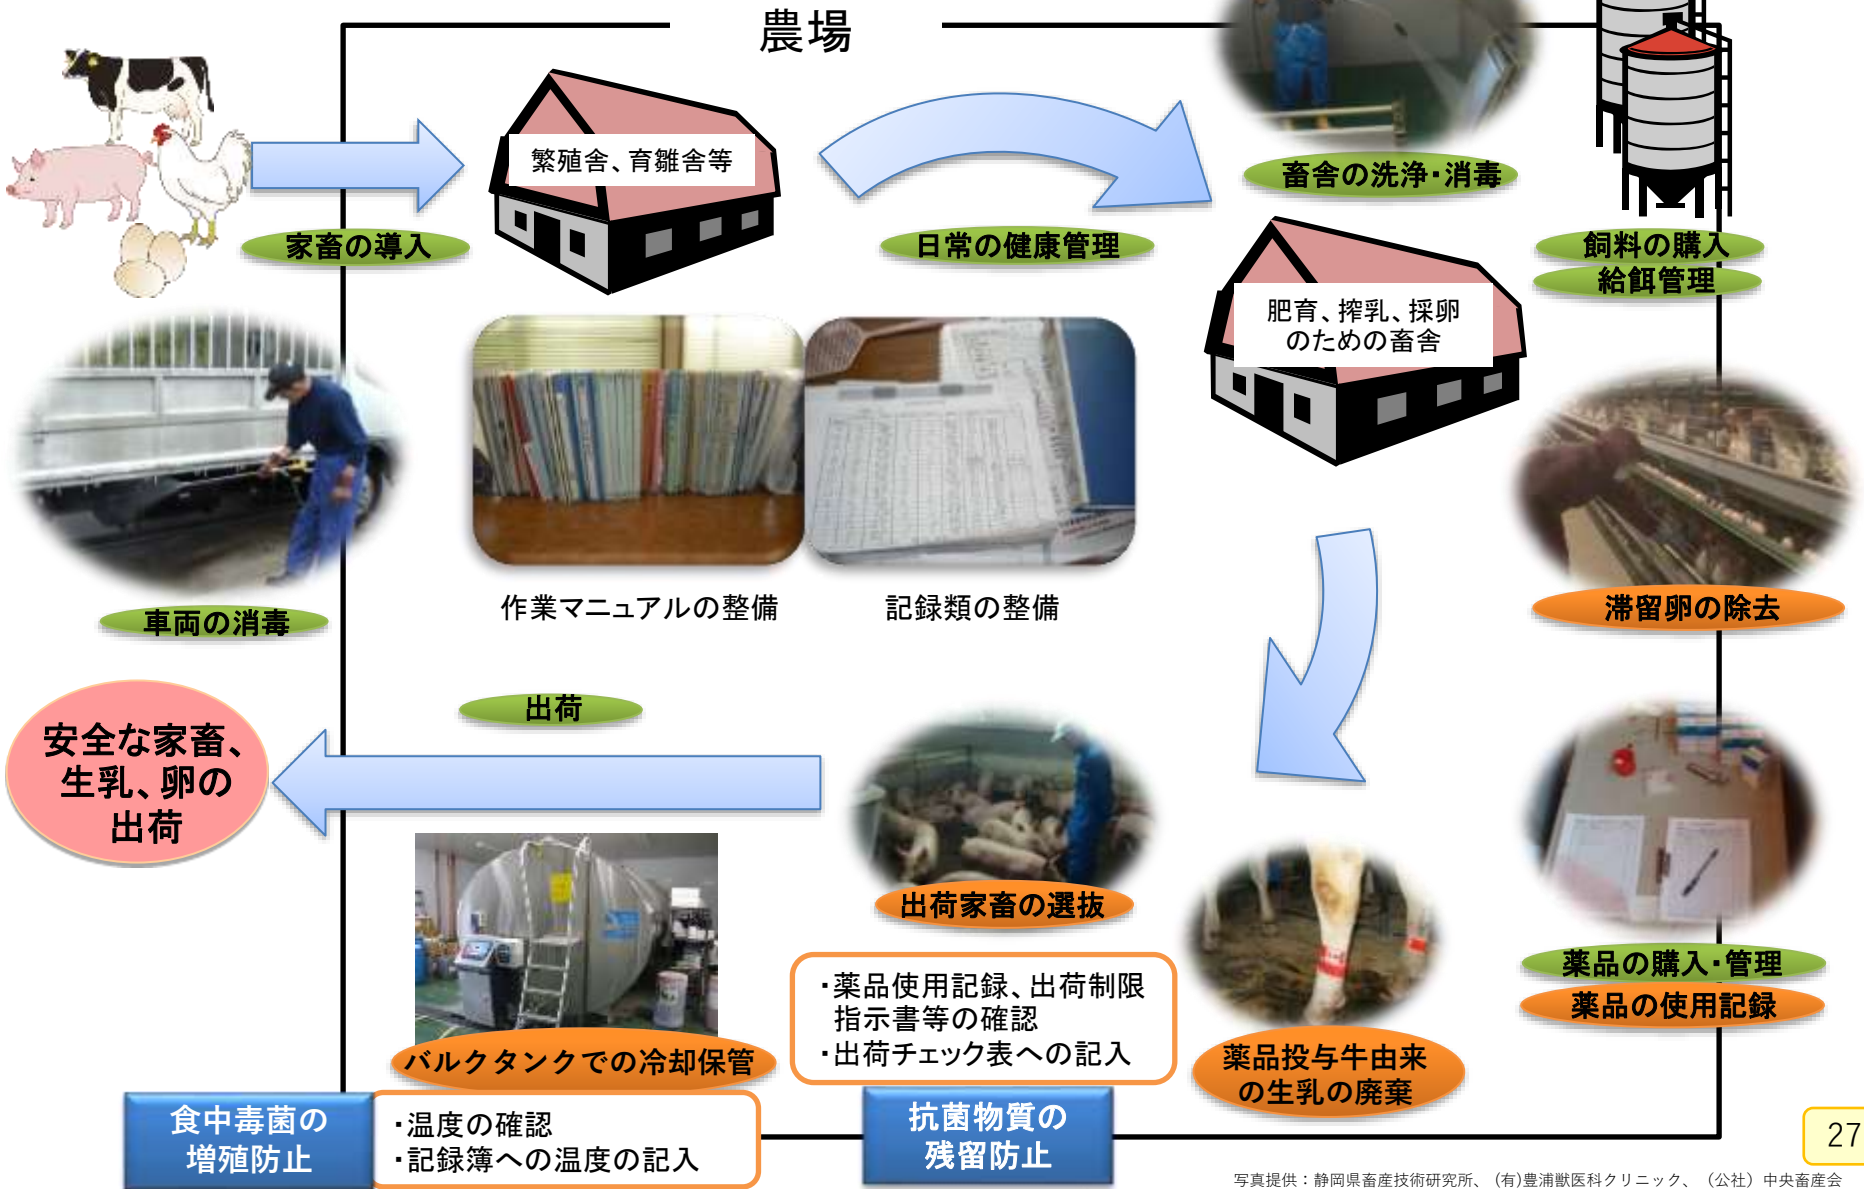 農場
繁殖舎、育雛舎等
畜舎の洗浄・消毒
家畜の導入
日常の健康管理
飼料の購入
給餌管理
肥育、搾乳、採卵
のための畜舎
作業マニュアルの整備
記録類の整備
車両の消毒
滞留卵の除去
出荷
安全な家畜、
生乳、卵の
出荷
出荷家畜の選抜
薬品の購入・管理
薬品の使用記録
・薬品使用記録、出荷制限
指示書等の確認
・出荷チェック表への記入
バルクタンクでの冷却保管
薬品投与牛由来
の生乳の廃棄
食中毒菌の
増殖防止
・温度の確認
・記録簿への温度の記入
抗菌物質の
残留防止
27
写真提供：静岡県畜産技術研究所、(有)豊浦獣医科クリニック、（公社）中央畜産会